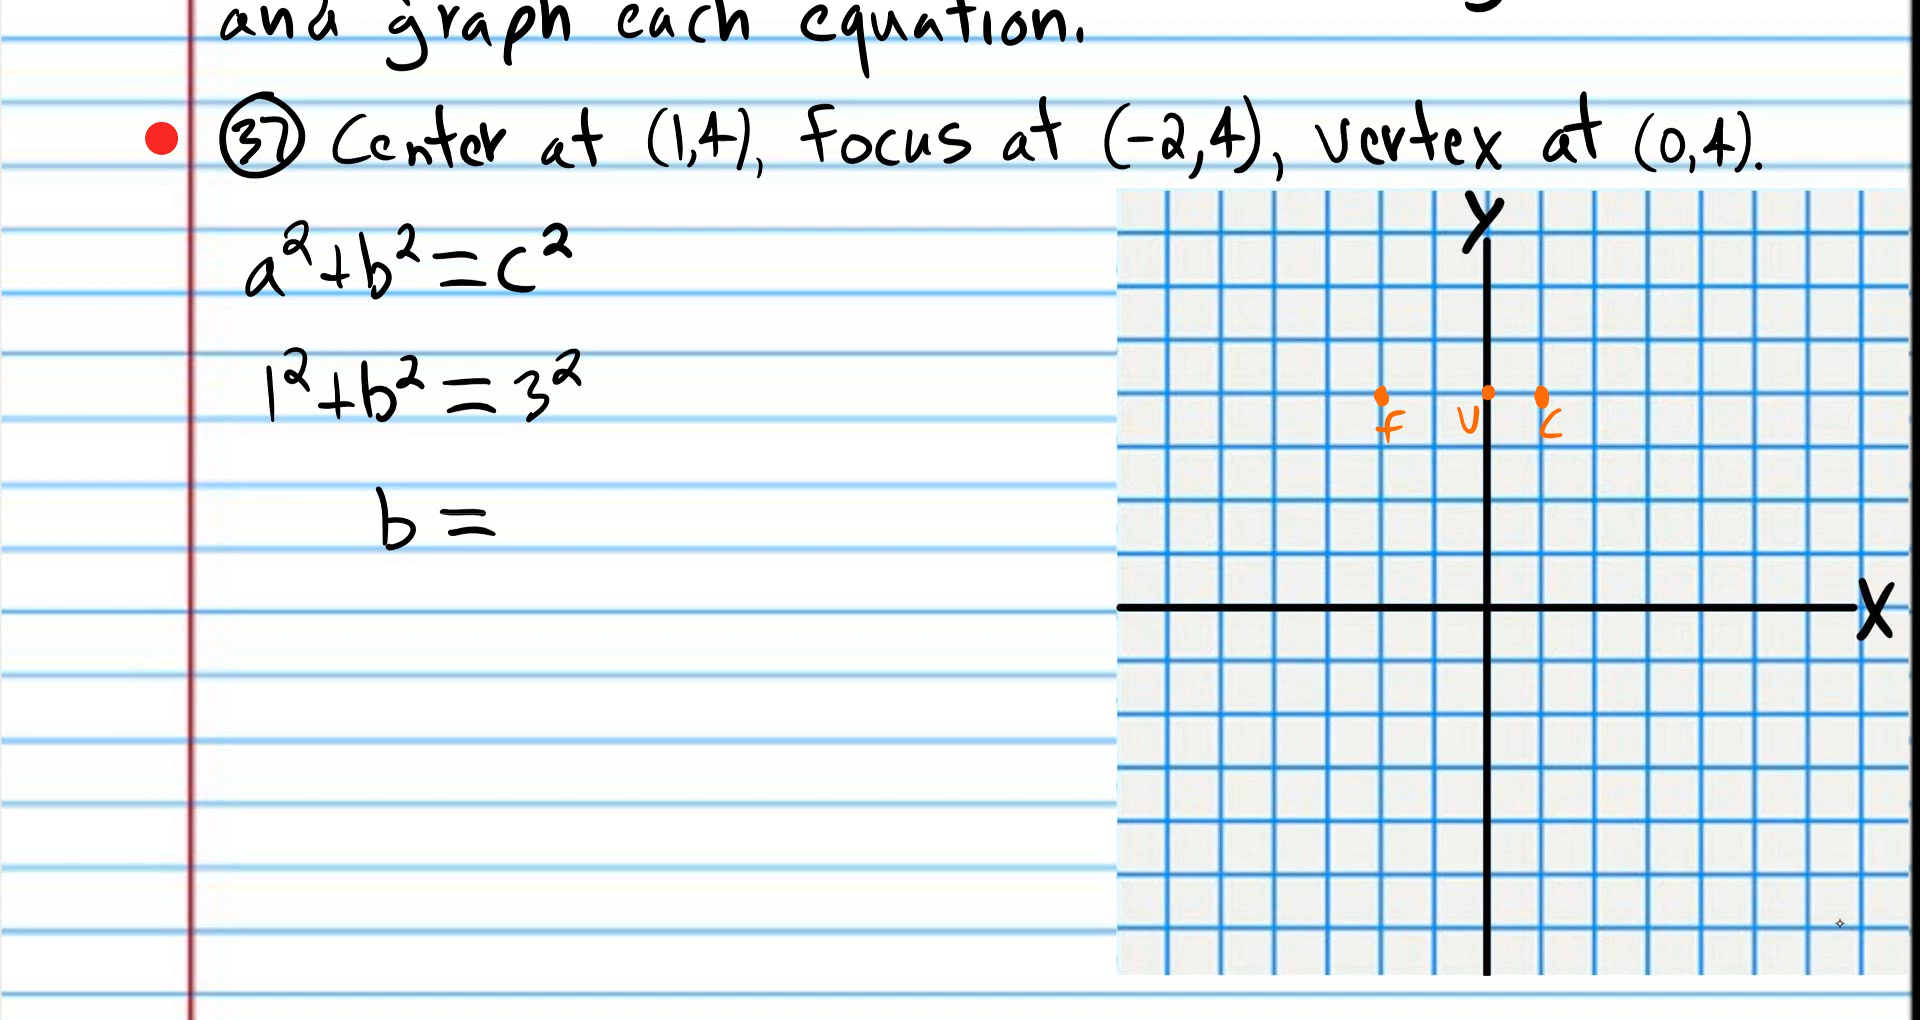 and graph each equation.
37 Center at (1,4), focus at (-2,4), vertex at (0,4).
a²+b²=c²
1²+b²=3²
b=
Y
F V C
X